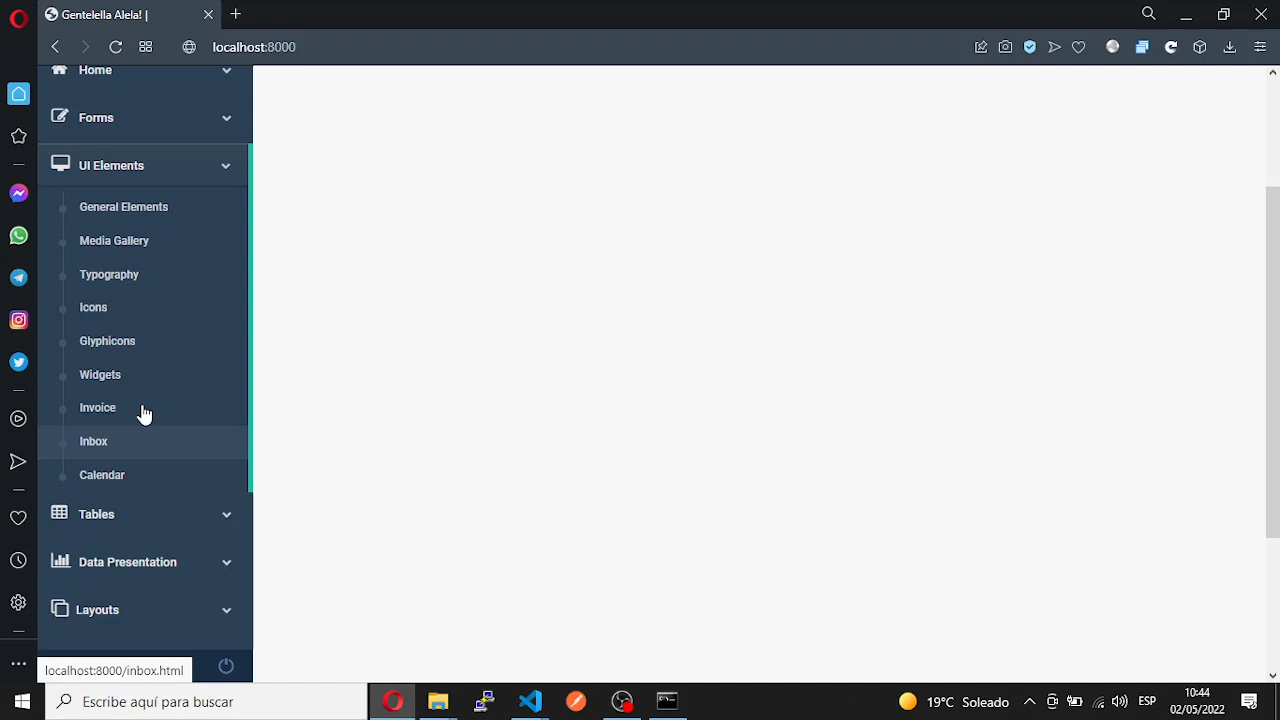 Gentella Alela! |
localhost:8000
Home
Forms
UI Elements
General Elements
Media Gallery
Typography
Icons
Glyphicons
Widgets
Invoice
Inbox
Calendar
Tables
Data Presentation
Layouts
localhost:8000/inbox.html
Escribe aquí para buscar
19°C Soleado
ESP
10:44
02/05/2022